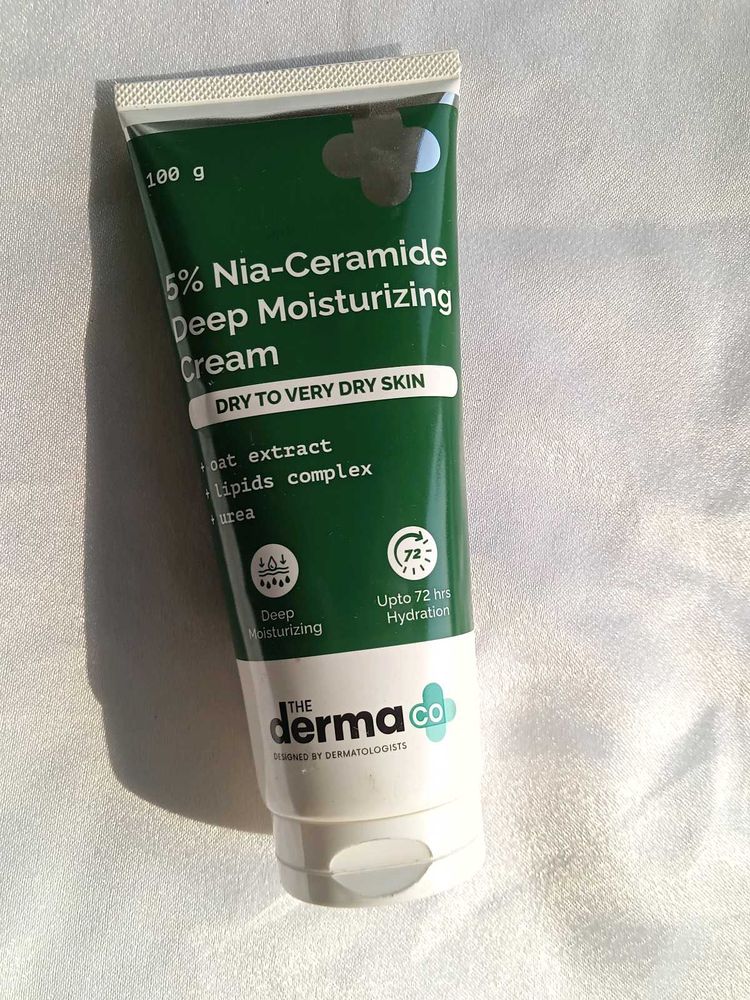 100 g
5% Nia-Ceramide
Deep Moisturizing
Cream
DRY TO VERY DRY SKIN
+ oat extract
+ lipids complex
+ urea
72
Deep
Moisturizing
Upto 72 hrs
Hydration
THE
derma co
DESIGNED BY DERMATOLOGISTS